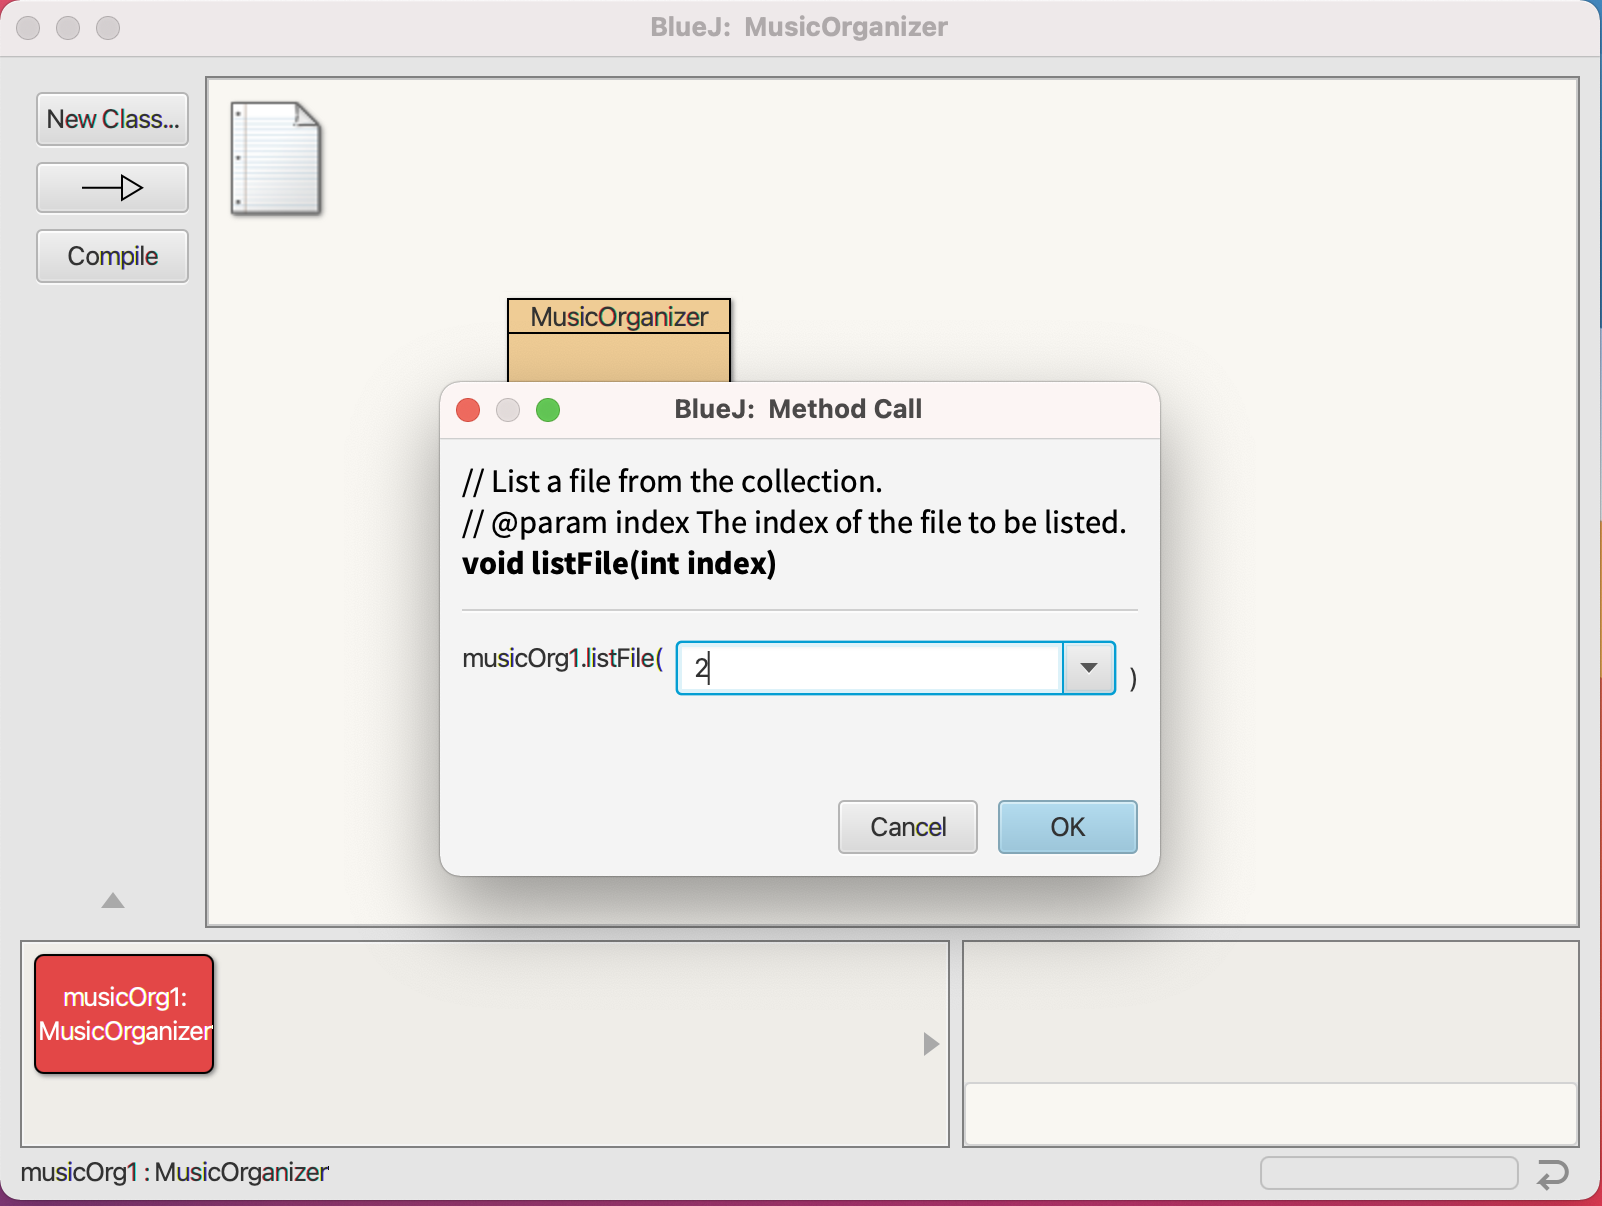 BlueJ:  MusicOrganizer
New Class...
Compile
MusicOrganizer
BlueJ:  Method Call
// List a file from the collection.
// @param index The index of the file to be listed.
void listFile(int index)
musicOrg1.listFile( 2 )
Cancel
OK
musicOrg1:
MusicOrganizer
musicOrg1 : MusicOrganizer